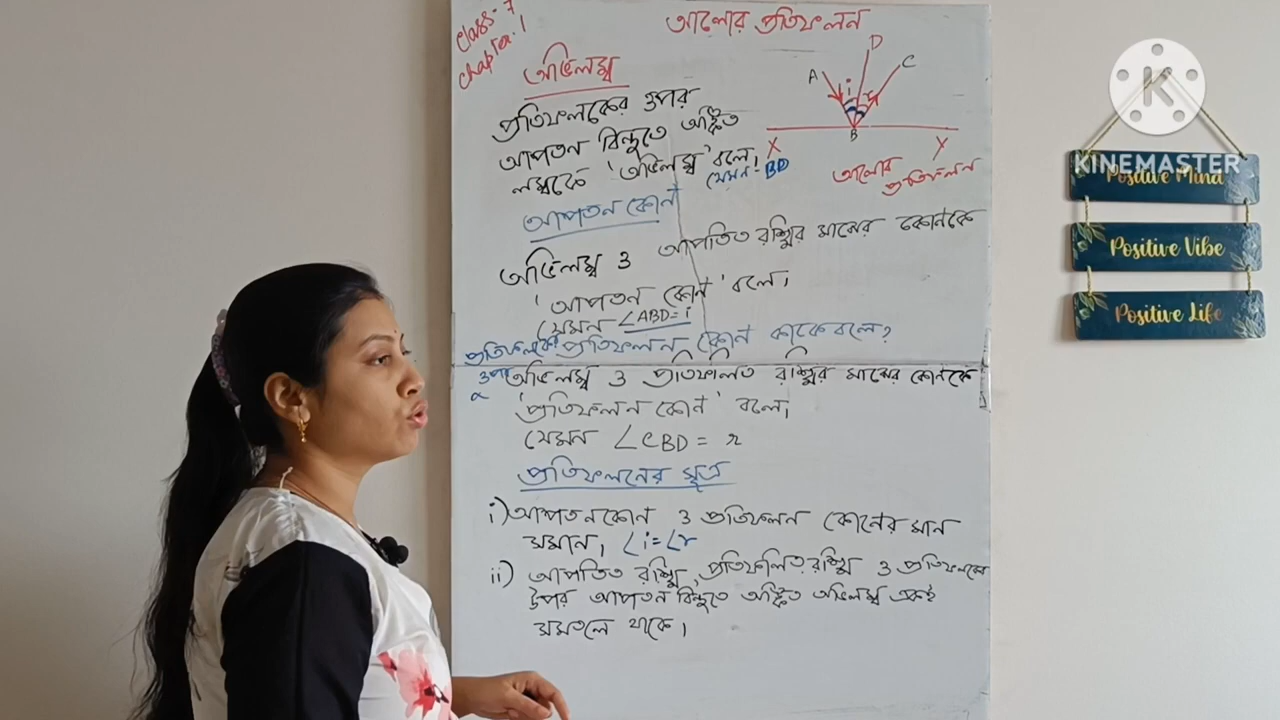 class-7
chapter.1
আলোর প্রতিফলন
অভিলম্ব
প্রতিফলকের ওপর
আপতন বিন্দুতে অঙ্কিত
লম্বকে 'অভিলম্ব' বলে।
যেমন- BD
A i D r C
B
X Y
আলোর
প্রতিফলন
আপতন কোন
অভিলম্ব ও আপতিত রশ্মির মাঝের কোনকে
'আপতন কোন' বলে।
যেমন ∠ABD = i
প্রতিফলন কোন কাকে বলে?
অভিলম্ব ও প্রতিফলিত রশ্মির মাঝের কোনকে
'প্রতিফলন কোন' বলে।
যেমন ∠CBD = r
প্রতিফলনের সূত্র
i) আপতন কোন ও প্রতিফলন কোনের মান
সমান। ∠i = ∠r
ii) আপতিত রশ্মি, প্রতিফলিত রশ্মি ও প্রতিফলকের
উপর আপতন বিন্দুতে অঙ্কিত অভিলম্ব একই
সমতলে থাকে।
KINEMASTER
Positive Mind
Positive Vibe
Positive Life